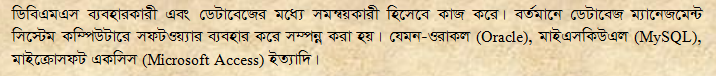 ডিবিএমএস ব্যবহারকারী এবং ডেটাবেজের মধ্যে সমন্বয়কারী হিসেবে কাজ করে। বর্তমানে ডেটাবেজ ম্যানেজমেন্ট
সিস্টেম কম্পিউটারে সফটওয়্যার ব্যবহার করে সম্পন্ন করা হয়। যেমন-ওরাকল (Oracle), মাইএসকিউএল (MySQL),
মাইক্রোসফট একসিস (Microsoft Access) ইত্যাদি।